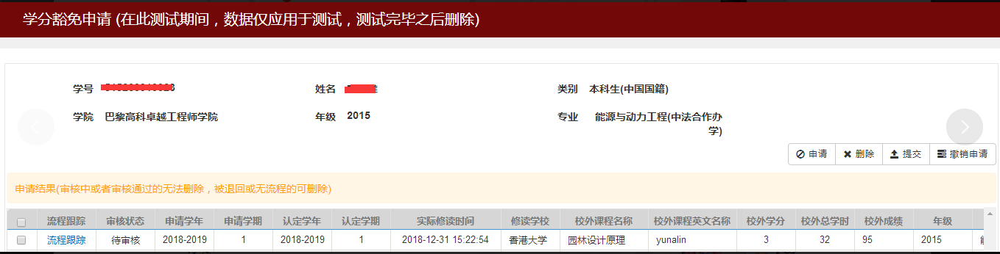 学分豁免申请 (在此测试期间，数据仅应用于测试，测试完毕之后删除)
学号 姓名 类别 本科生(中国国籍)
学院 巴黎高科卓越工程师学院 年级 2015 专业 能源与动力工程(中法合作办
学)
申请 删除 提交 撤销申请
申请结果(审核中或者审核通过的无法删除，被退回或无流程的可删除)
流程跟踪 审核状态 申请学年 申请学期 认定学年 认定学期 实际修读时间 修读学校 校外课程名称 校外课程英文名称 校外学分 校外总学时 校外成绩 年级
流程跟踪 待审核 2018-2019 1 2018-2019 1 2018-12-31 15:22:54 香港大学 园林设计原理 yunalin 3 32 95 2015